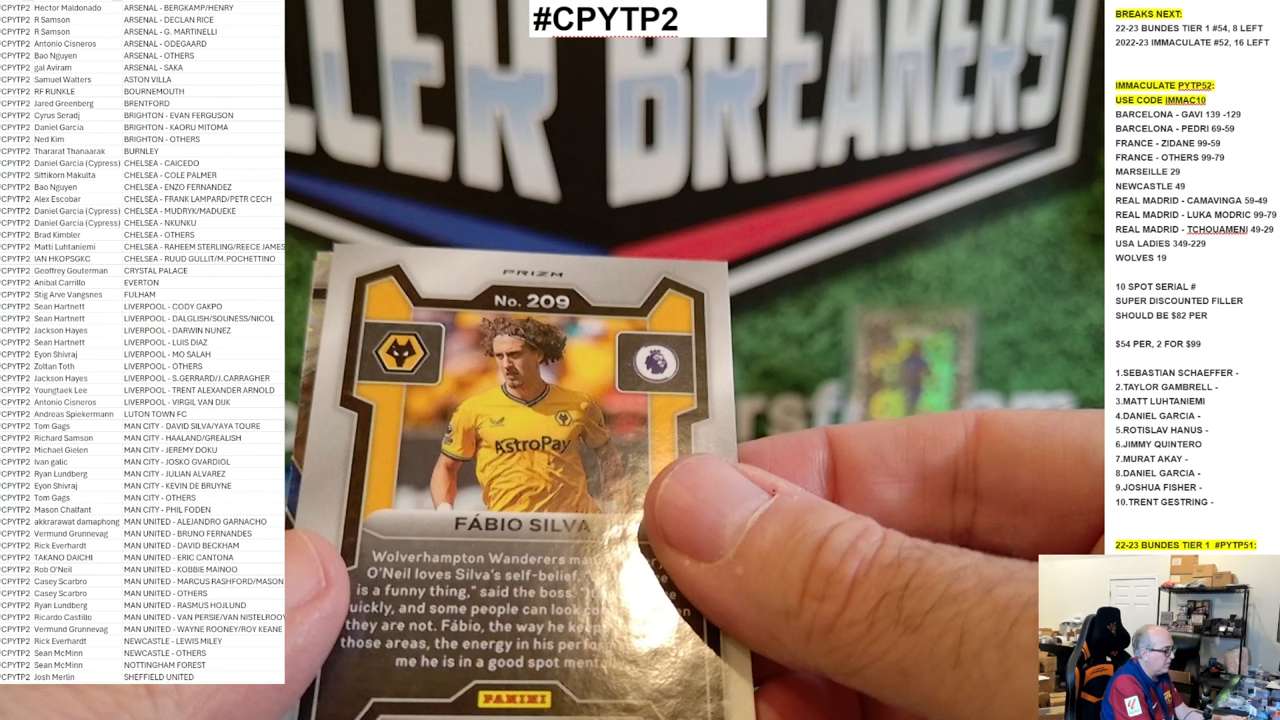 #CPYTP2
CPYTP2 Hector Maldonado ARSENAL - BERGKAMP/HENRY
CPYTP2 R Samson ARSENAL - DECLAN RICE
CPYTP2 R Samson ARSENAL - G. MARTINELLI
CPYTP2 Antonio Cisneros ARSENAL - ODEGAARD
CPYTP2 Bao Nguyen ARSENAL - OTHERS
CPYTP2 gal Aviram ARSENAL - SAKA
CPYTP2 Samuel Walters ASTON VILLA
CPYTP2 RF RUNKLE BOURNEMOUTH
CPYTP2 Jared Greenberg BRENTFORD
CPYTP2 Cyrus Seradj BRIGHTON - EVAN FERGUSON
CPYTP2 Daniel Garcia BRIGHTON - KAORU MITOMA
CPYTP2 Ned Kim BRIGHTON - OTHERS
CPYTP2 Thararat Thanaarak BURNLEY
CPYTP2 Daniel Garcia (Cypress) CHELSEA - CAICEDO
CPYTP2 Sittikorn Makuita CHELSEA - COLE PALMER
CPYTP2 Bao Nguyen CHELSEA - ENZO FERNANDEZ
CPYTP2 Alex Escobar CHELSEA - FRANK LAMPARD/PETR CECH
CPYTP2 Daniel Garcia (Cypress) CHELSEA - MUDRYK/MADUEKE
CPYTP2 Daniel Garcia (Cypress) CHELSEA - NKUNKU
CPYTP2 Brad Kimbler CHELSEA - OTHERS
CPYTP2 Matti Luhtaniemi CHELSEA - RAHEEM STERLING/REECE JAMES
CPYTP2 IAN HKOPSGKC CHELSEA - RUUD GULLIT/M.POCHETTINO
CPYTP2 Geoffrey Gouterman CRYSTAL PALACE
CPYTP2 Anibal Carrillo EVERTON
CPYTP2 Stig Arve Vangsnes FULHAM
CPYTP2 Sean Hartnett LIVERPOOL - CODY GAKPO
CPYTP2 Sean Hartnett LIVERPOOL - DALGLISH/SOUNESS/NICOL
CPYTP2 Jackson Hayes LIVERPOOL - DARWIN NUNEZ
CPYTP2 Sean Hartnett LIVERPOOL - LUIS DIAZ
CPYTP2 Eyon Shivraj LIVERPOOL - MO SALAH
CPYTP2 Zoltan Toth LIVERPOOL - OTHERS
CPYTP2 Jackson Hayes LIVERPOOL - S.GERRARD/J.CARRAGHER
CPYTP2 Youngtaek Lee LIVERPOOL - TRENT ALEXANDER ARNOLD
CPYTP2 Antonio Cisneros LIVERPOOL - VIRGIL VAN DIJK
CPYTP2 Andreas Spiekermann LUTON TOWN FC
CPYTP2 Tom Gags MAN CITY - DAVID SILVA/YAYA TOURE
CPYTP2 Richard Samson MAN CITY - HAALAND/GREALISH
CPYTP2 Michael Gielen MAN CITY - JEREMY DOKU
CPYTP2 Ivan galic MAN CITY - JOSKO GVARDIOL
CPYTP2 Ryan Lundberg MAN CITY - JULIAN ALVAREZ
CPYTP2 Eyon Shivraj MAN CITY - KEVIN DE BRUYNE
CPYTP2 Tom Gags MAN CITY - OTHERS
CPYTP2 Mason Chalfant MAN CITY - PHIL FODEN
CPYTP2 akkrarawat damaphong MAN UNITED - ALEJANDRO GARNACHO
CPYTP2 Vermund Grunnevag MAN UNITED - BRUNO FERNANDES
CPYTP2 Rick Everhardt MAN UNITED - DAVID BECKHAM
CPYTP2 TAKANO DAICHI MAN UNITED - ERIC CANTONA
CPYTP2 Rob O'Neil MAN UNITED - KOBBIE MAINOO
CPYTP2 Casey Scarbro MAN UNITED - MARCUS RASHFORD/MASON
CPYTP2 Casey Scarbro MAN UNITED - OTHERS
CPYTP2 Ryan Lundberg MAN UNITED - RASMUS HOJLUND
CPYTP2 Ricardo Castillo MAN UNITED - VAN PERSIE/VAN NISTELROOY
CPYTP2 Vermund Grunnevag MAN UNITED - WAYNE ROONEY/ROY KEANE
CPYTP2 Rick Everhardt NEWCASTLE - LEWIS MILEY
CPYTP2 Sean McMinn NEWCASTLE - OTHERS
CPYTP2 Sean McMinn NOTTINGHAM FOREST
CPYTP2 Josh Merlin SHEFFIELD UNITED
BREAKERS
PRIZM
No. 209
AstroPay
FÁBIO SILVA
Wolverhampton Wanderers
O'Neil loves Silva's self-belief,
is a funny thing," said the boss.
uickly, and some people can look
they are not. Fábio, the way he keeps
those areas, the energy in his
me he is in a good spot
PANINI
BREAKS NEXT:
22-23 BUNDES TIER 1 #54, 8 LEFT
2022-23 IMMACULATE #52, 16 LEFT
IMMACULATE PYTP52:
USE CODE IMMAC10
BARCELONA - GAVI 139 -129
BARCELONA - PEDRI 69-59
FRANCE - ZIDANE 99-59
FRANCE - OTHERS 99-79
MARSEILLE 29
NEWCASTLE 49
REAL MADRID - CAMAVINGA 59-49
REAL MADRID - LUKA MODRIC 99-79
REAL MADRID - TCHOUAMENI 49-29
USA LADIES 349-229
WOLVES 19
10 SPOT SERIAL #
SUPER DISCOUNTED FILLER
SHOULD BE $82 PER
$54 PER, 2 FOR $99
1.SEBASTIAN SCHAEFFER -
2.TAYLOR GAMBRELL -
3.MATT LUHTANIEMI
4.DANIEL GARCIA -
5.ROTISLAV HANUS -
6.JIMMY QUINTERO
7.MURAT AKAY -
8.DANIEL GARCIA -
9.JOSHUA FISHER -
10.TRENT GESTRING -
22-23 BUNDES TIER 1 #PYTP51: